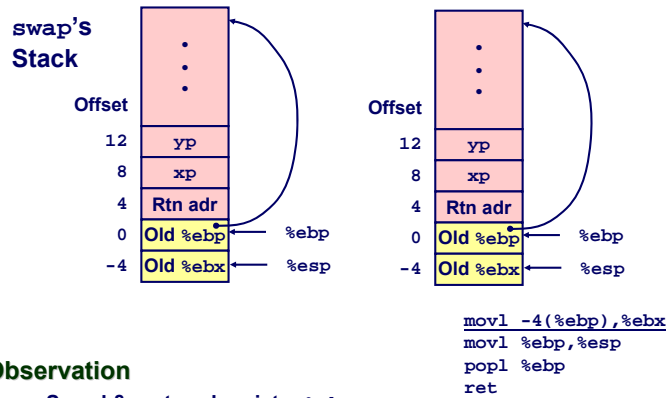 swap's
Stack
Offset
12 yp
8 xp
4 Rtn adr
0 Old %ebp %ebp
-4 Old %ebx %esp
Offset
12 yp
8 xp
4 Rtn adr
0 Old %ebp %ebp
-4 Old %ebx %esp
movl -4(%ebp),%ebx
movl %ebp,%esp
popl %ebp
ret
Observation